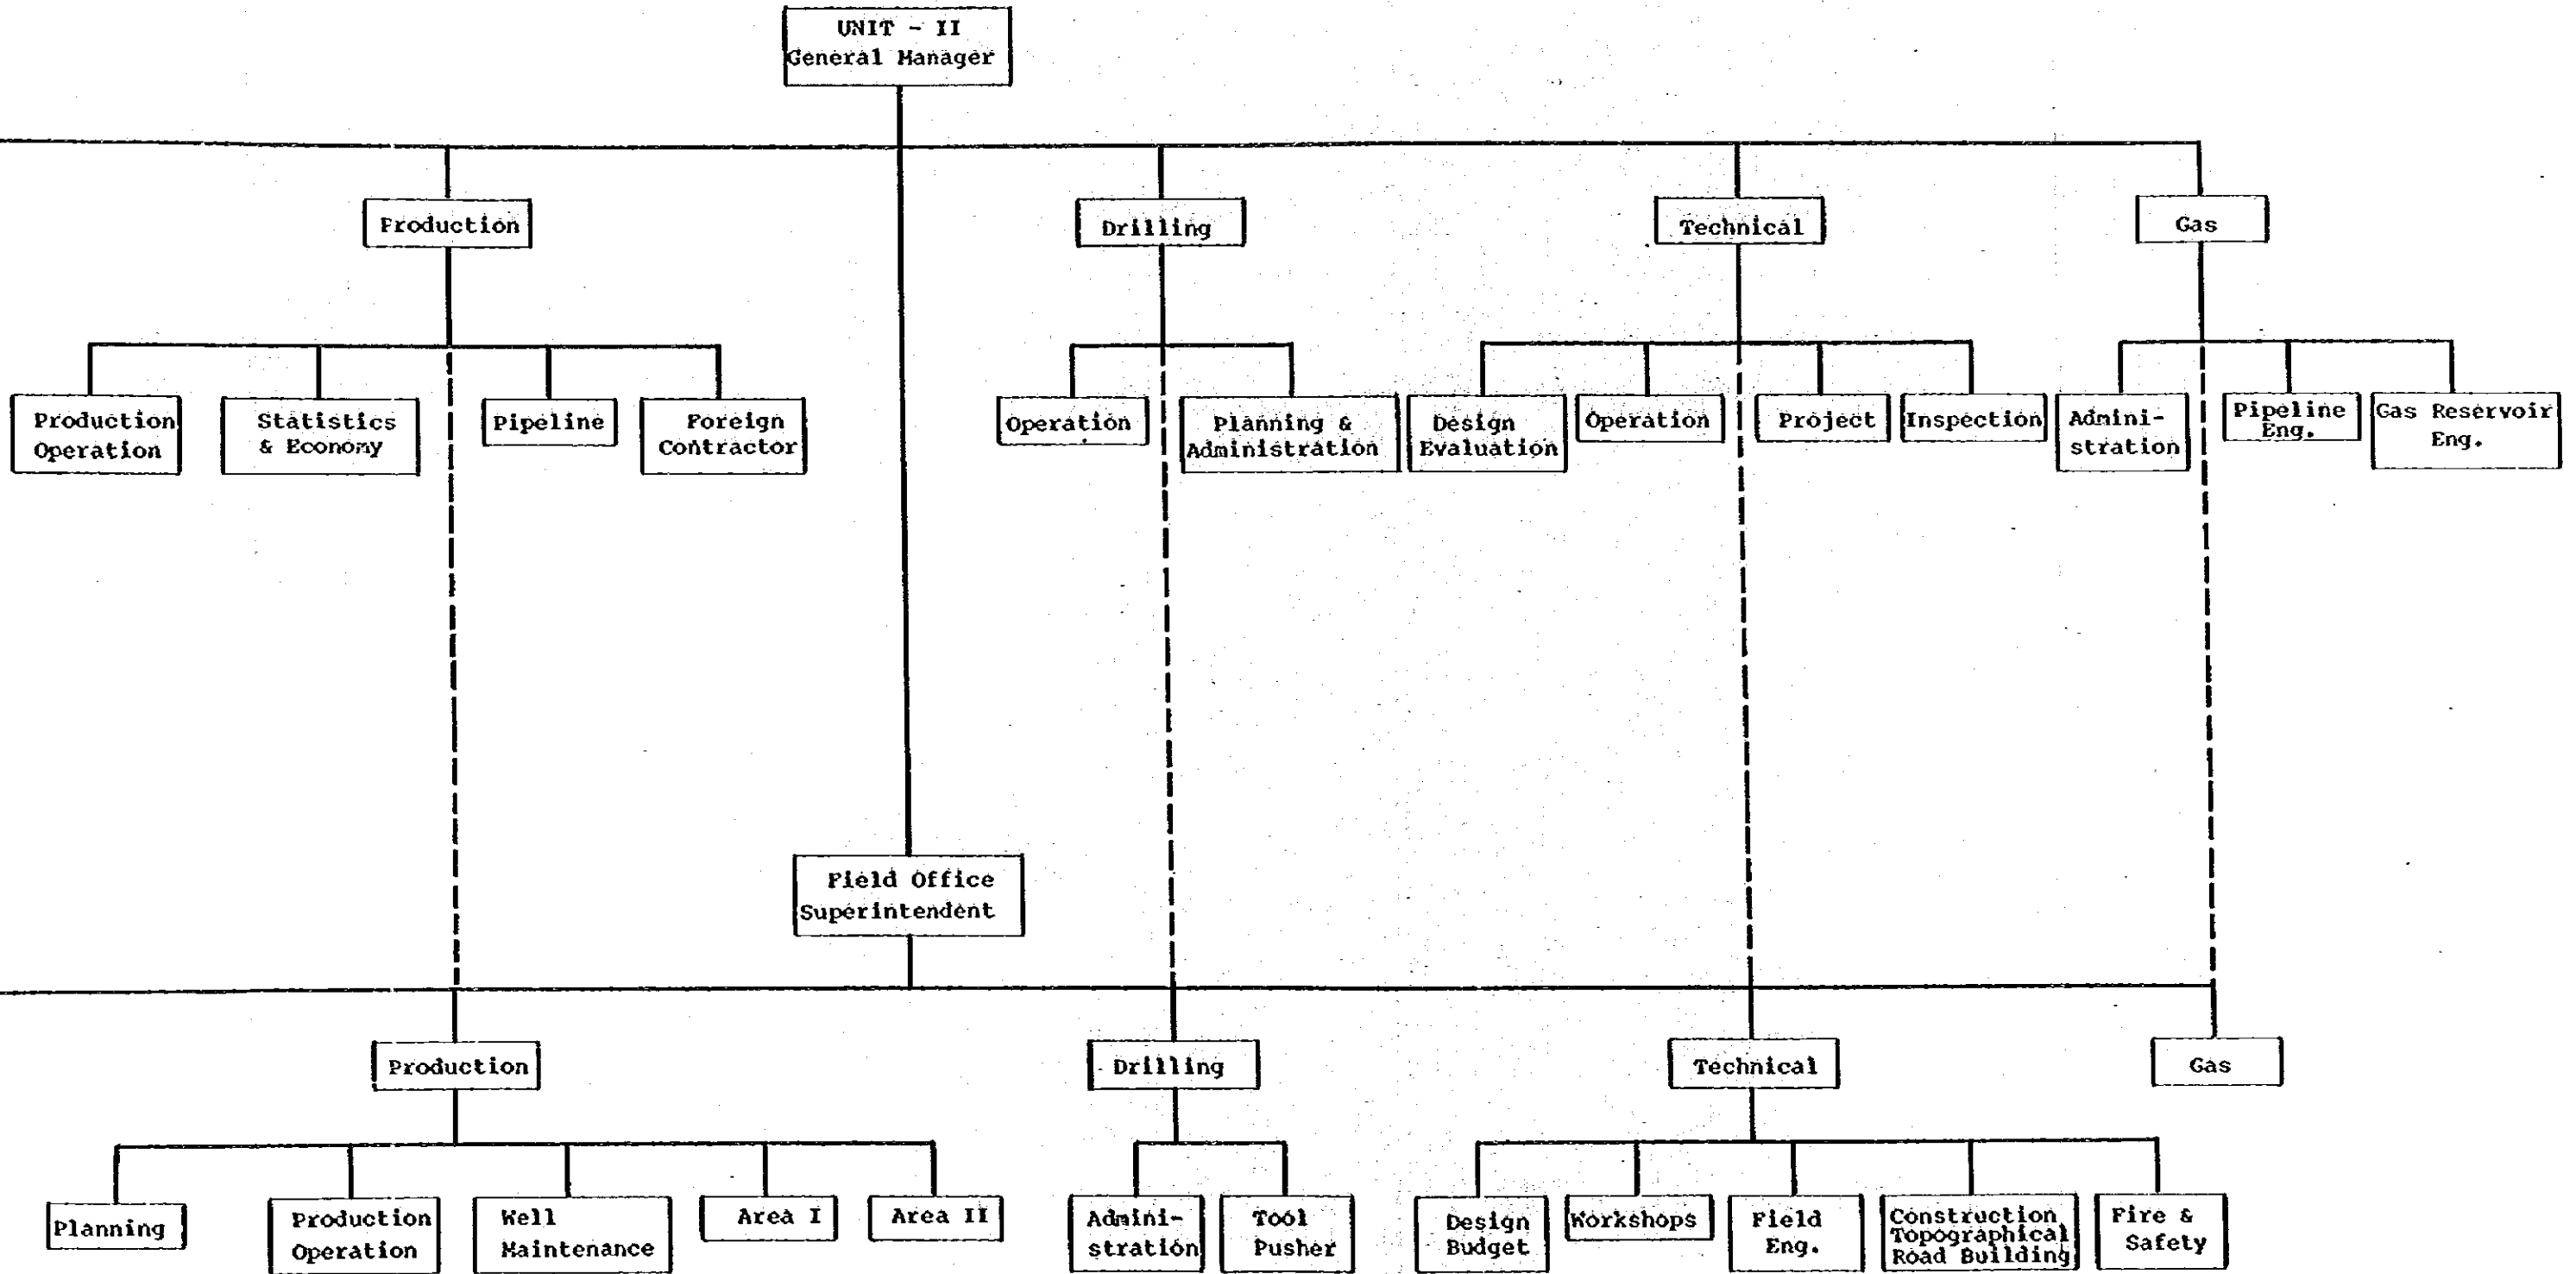 UNIT - II
General Manager
Production
Drilling
Technical
Gas
Production
Operation
Statistics
& Economy
Pipeline
Foreign
Contractor
Operation
Planning &
Administration
Design
Evaluation
Operation
Project
Inspection
Admini-
stration
Pipeline
Eng.
Gas Reservoir
Eng.
Field Office
Superintendent
Production
Drilling
Technical
Gas
Planning
Production
Operation
Well
Maintenance
Area I
Area II
Admini-
stration
Tool
Pusher
Design
Budget
Workshops
Field
Eng.
Construction
Topographical
Road Building
Fire &
Safety